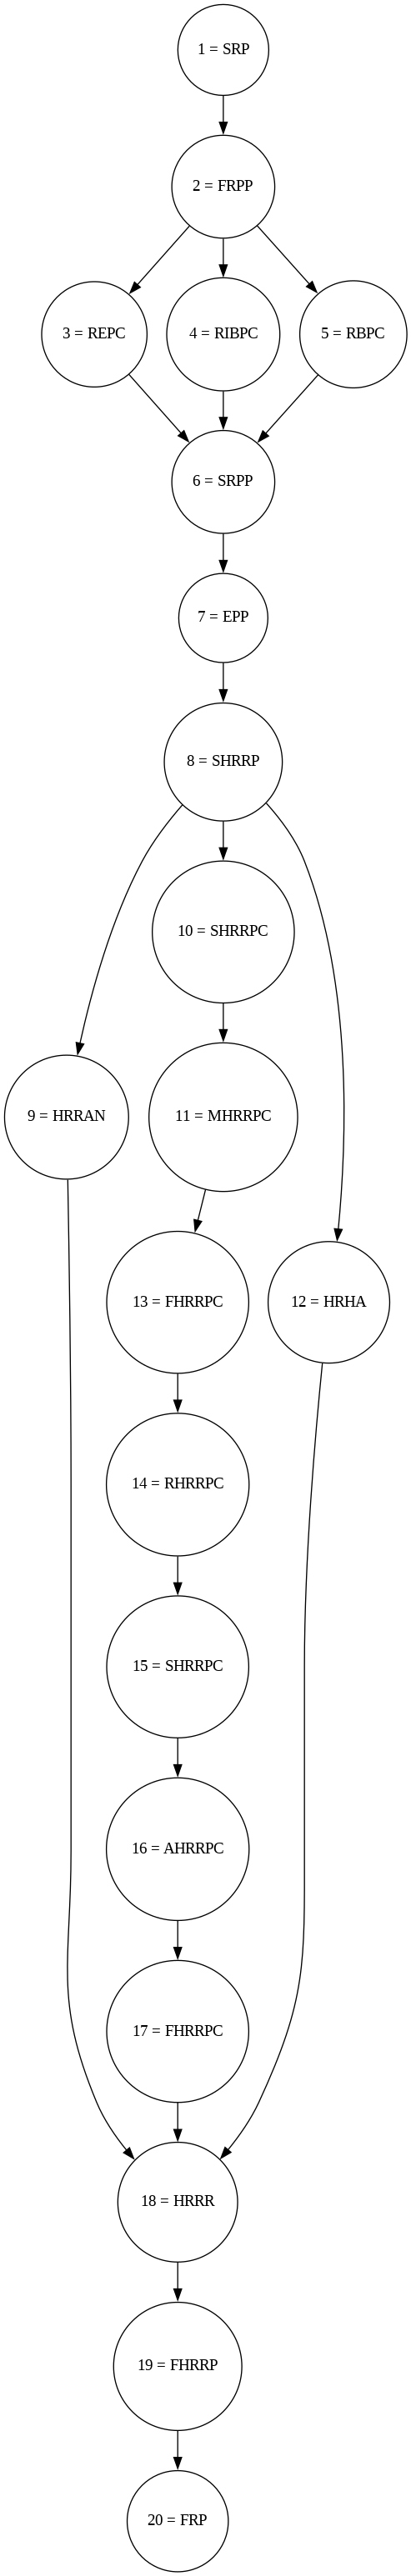 1 = SRP
2 = FRPP
3 = REPC
4 = RIBPC
5 = RBPC
6 = SRPP
7 = EPP
8 = SHRRP
10 = SHRRPC
9 = HRRAN
11 = MHRRPC
13 = FHRRPC
12 = HRHA
14 = RHRRPC
15 = SHRRPC
16 = AHRRPC
17 = FHRRPC
18 = HRRR
19 = FHRRP
20 = FRP